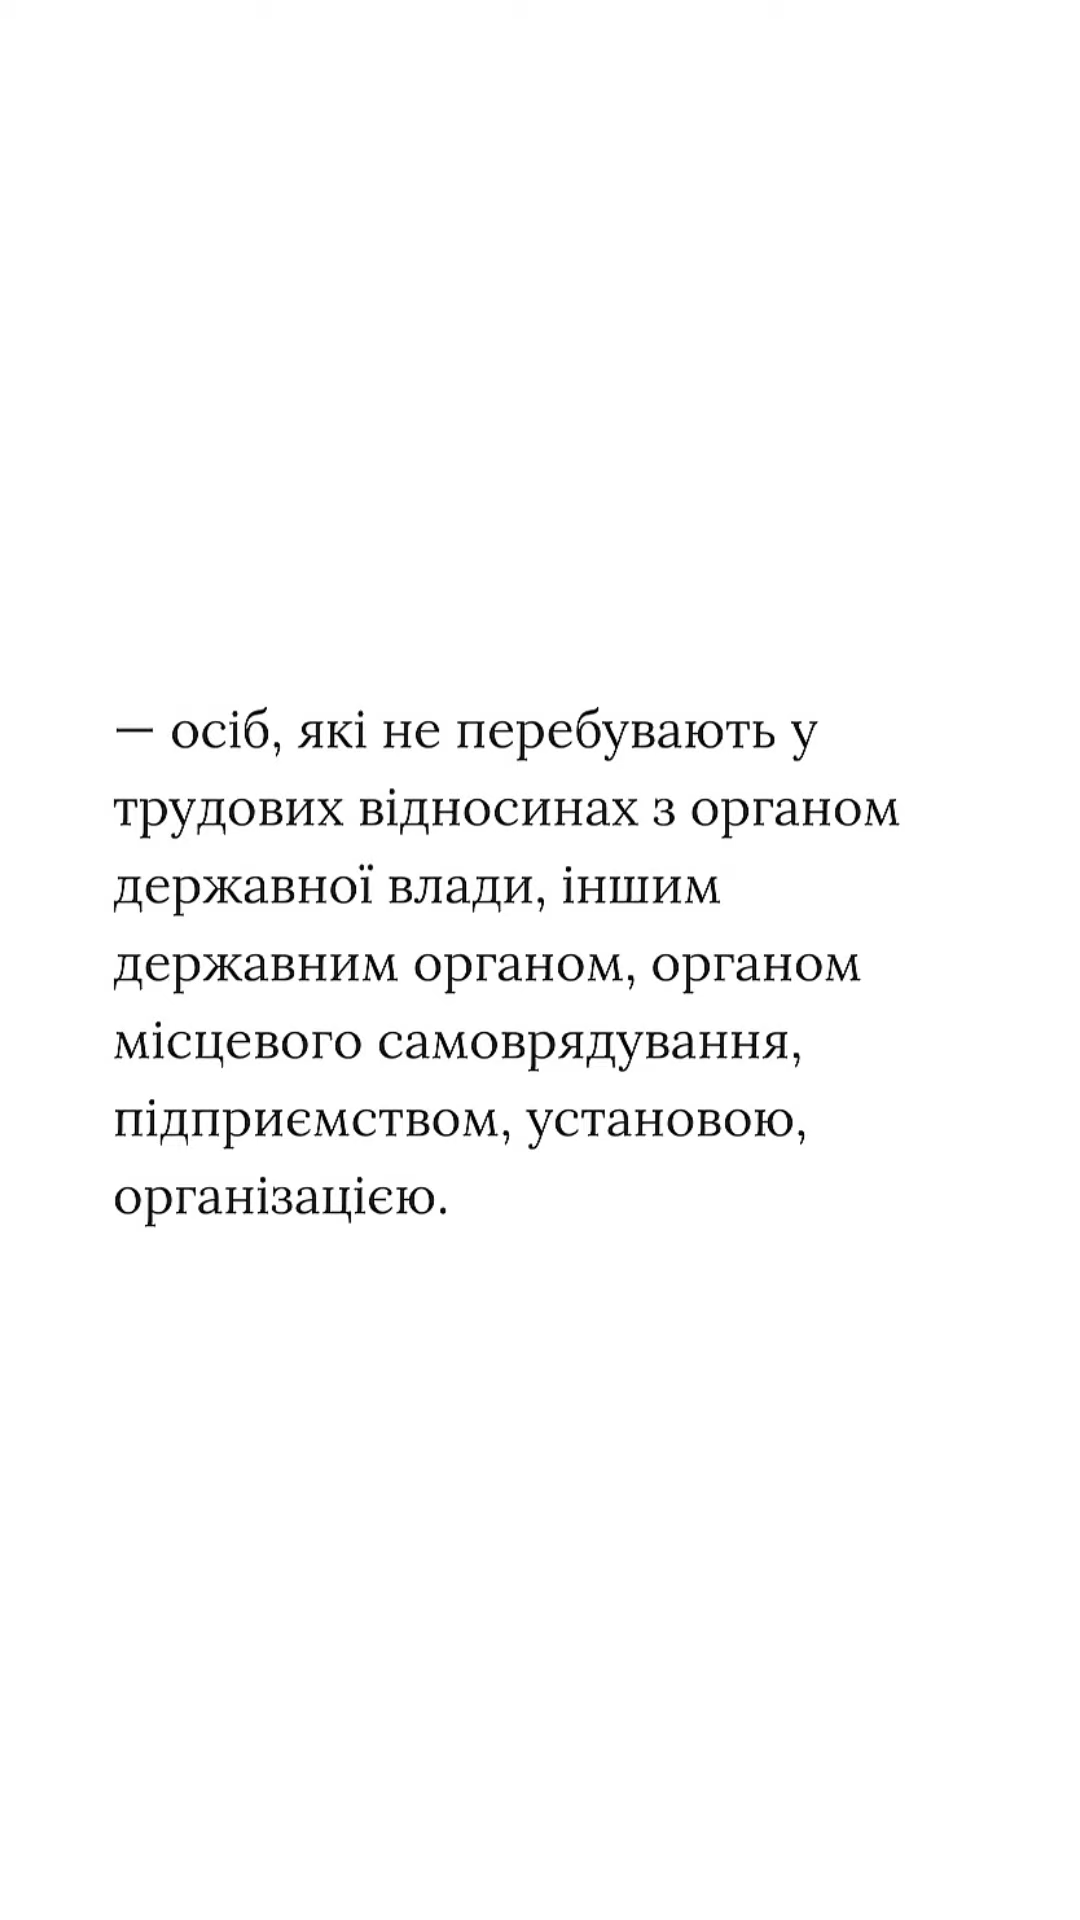 — осіб, які не перебувають у
трудових відносинах з органом
державної влади, іншим
державним органом, органом
місцевого самоврядування,
підприємством, установою,
організацією.